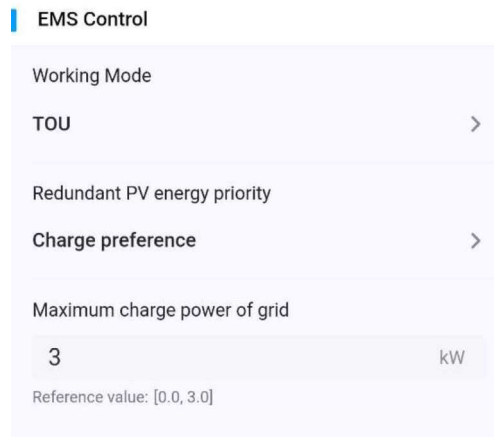 EMS Control
Working Mode
TOU
Redundant PV energy priority
Charge preference
Maximum charge power of grid
3 kW
Reference value: [0.0, 3.0]